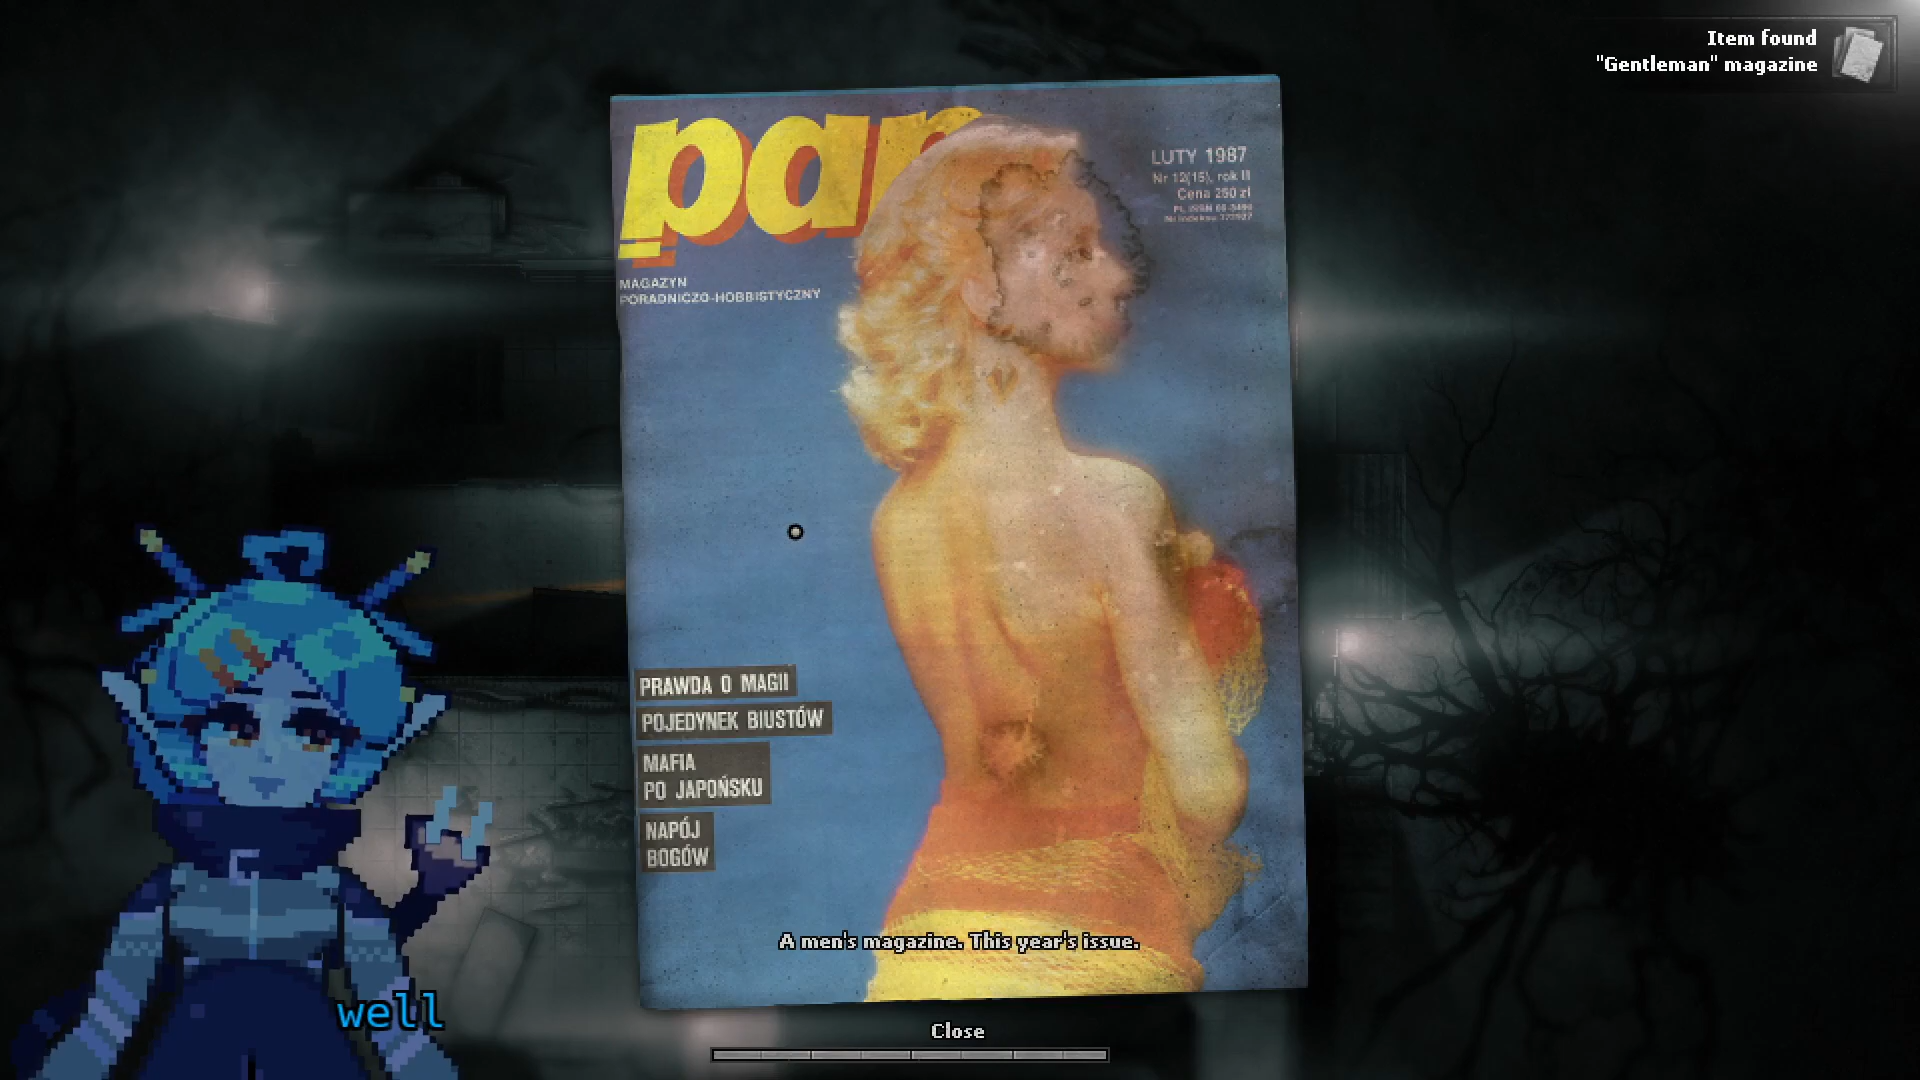 Item found
"Gentleman" magazine
pan
LUTY 1987
Nr 12(15), rok II
Cena 250 zł
MAGAZYN
PORADNICZO-HOBBISTYCZNY
PRAWDA O MAGII
POJEDYNEK BIUSTÓW
MAFIA
PO JAPOŃSKU
NAPÓJ
BOGÓW
A men's magazine. This year's issue.
well
Close